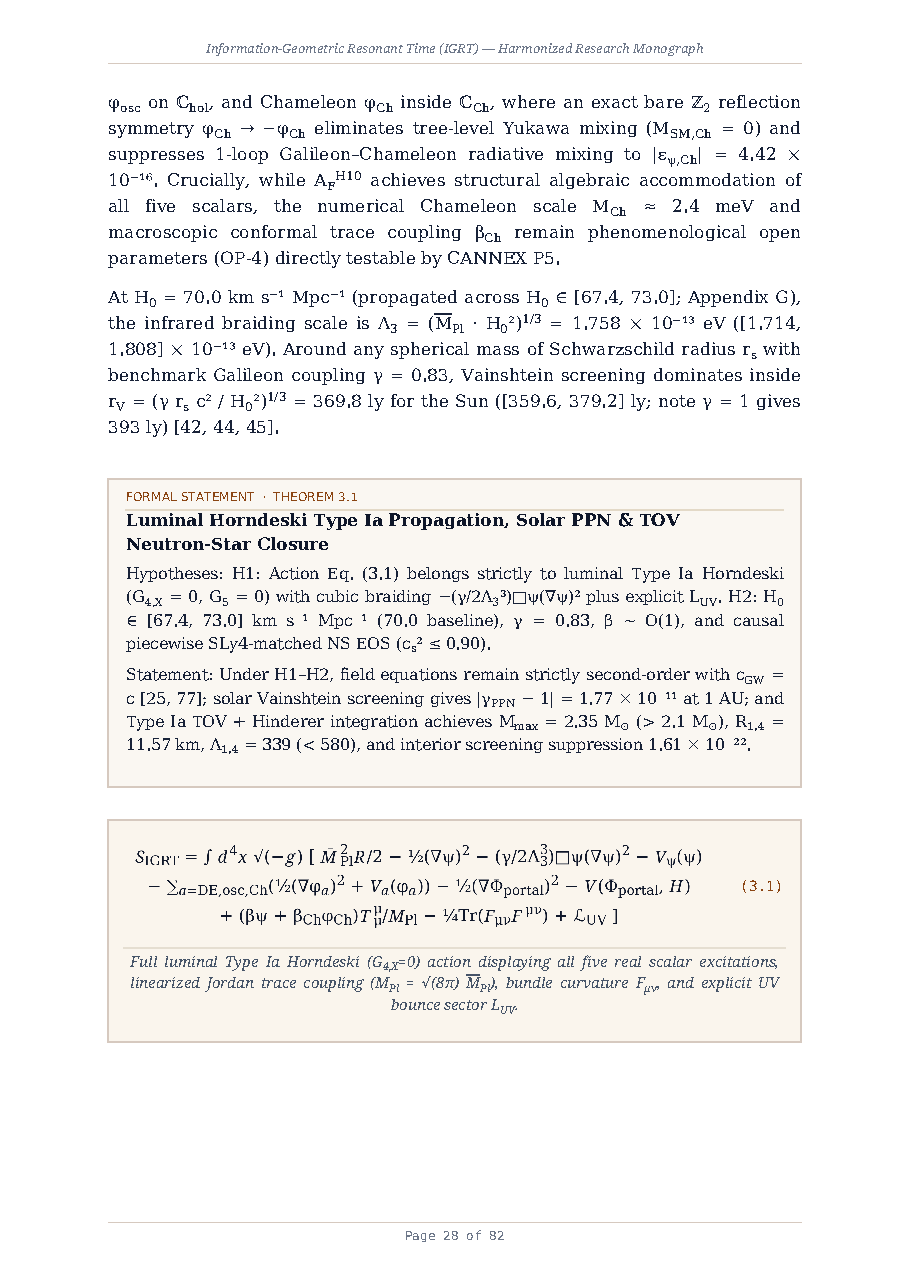 Information-Geometric Resonant Time (IGRT) — Harmonized Research Monograph
φosc on ℂhol, and Chameleon φCh inside ℂCh, where an exact bare ℤ₂ reflection
symmetry φCh → −φCh eliminates tree-level Yukawa mixing (MSM,Ch = 0) and
suppresses 1-loop Galileon–Chameleon radiative mixing to |εψ,Ch| = 4.42 ×
10⁻¹⁶. Crucially, while AF^H10 achieves structural algebraic accommodation of
all five scalars, the numerical Chameleon scale MCh ≈ 2.4 meV and
macroscopic conformal trace coupling βCh remain phenomenological open
parameters (OP-4) directly testable by CANNEX P5.
At H₀ = 70.0 km s⁻¹ Mpc⁻¹ (propagated across H₀ ∈ [67.4, 73.0]; Appendix G),
the infrared braiding scale is Λ₃ = (M̅Pl · H₀²)^1/3 = 1.758 × 10⁻¹³ eV ([1.714,
1.808] × 10⁻¹³ eV). Around any spherical mass of Schwarzschild radius rs with
benchmark Galileon coupling γ = 0.83, Vainshtein screening dominates inside
rV = (γ rs c² / H₀²)^1/3 = 369.8 ly for the Sun ([359.6, 379.2] ly; note γ = 1 gives
393 ly) [42, 44, 45].
FORMAL STATEMENT · THEOREM 3.1
Luminal Horndeski Type Ia Propagation, Solar PPN & TOV
Neutron-Star Closure
Hypotheses: H1: Action Eq. (3.1) belongs strictly to luminal Type Ia Horndeski
(G4,X = 0, G5 = 0) with cubic braiding −(γ/2Λ₃³)□ψ(∇ψ)² plus explicit LUV. H2: H₀
∈ [67.4, 73.0] km s ¹ Mpc ¹ (70.0 baseline), γ = 0.83, β ~ O(1), and causal
piecewise SLy4-matched NS EOS (cs² ≤ 0.90).
Statement: Under H1–H2, field equations remain strictly second-order with cGW =
c [25, 77]; solar Vainshtein screening gives |γPPN − 1| = 1.77 × 10 ¹¹ at 1 AU; and
Type Ia TOV + Hinderer integration achieves Mmax = 2.35 M⊙ (> 2.1 M⊙), R1.4 =
11.57 km, Λ1.4 = 339 (< 580), and interior screening suppression 1.61 × 10 ²².
SIGRT = ∫ d⁴x √(−g) [ M̄²Pl R/2 − ½(∇ψ)² − (γ/2Λ₃³)□ψ(∇ψ)² − Vψ(ψ)
− ∑a=DE,osc,Ch(½(∇φa)² + Va(φa)) − ½(∇Φportal)² − V(Φportal, H) (3.1)
+ (βψ + βChφCh)T^μ_μ/MPl − ¼Tr(FμνF^μν) + ℒUV ]
Full luminal Type Ia Horndeski (G4,X=0) action displaying all five real scalar excitations,
linearized Jordan trace coupling (MPl = √(8π) M̅Pl), bundle curvature Fμν, and explicit UV
bounce sector LUV.
Page 28 of 82